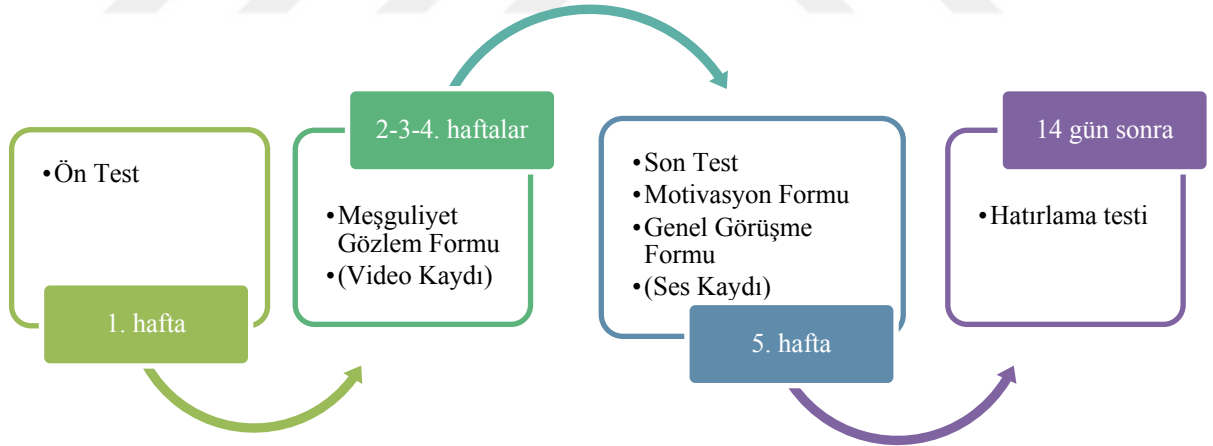 •Ön Test
1. hafta
2-3-4. haftalar
•Meşguliyet
Gözlem Formu
•(Video Kaydı)
•Son Test
•Motivasyon Formu
•Genel Görüşme
Formu
•(Ses Kaydı)
5. hafta
14 gün sonra
•Hatırlama testi